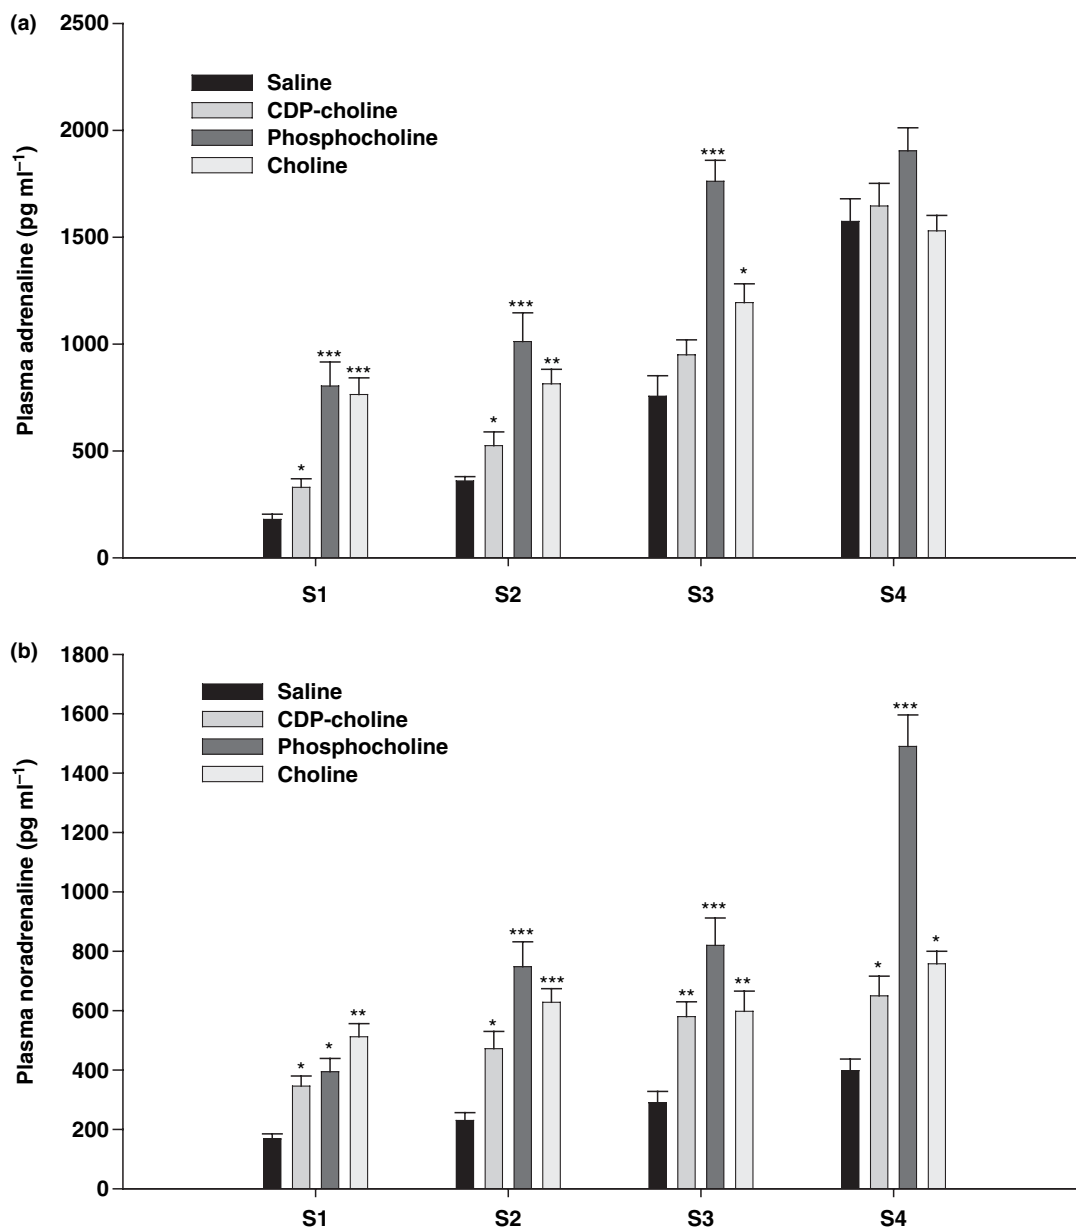 (a)
2500
2000
1500
1000
500
0
Plasma adrenaline (pg ml⁻¹)
Saline
CDP-choline
Phosphocholine
Choline
*
***
***
*
***
**
***
*
S1
S2
S3
S4
(b)
1800
1600
1400
1200
1000
800
600
400
200
0
Plasma noradrenaline (pg ml⁻¹)
Saline
CDP-choline
Phosphocholine
Choline
*
*
**
*
***
***
**
***
**
*
***
*
S1
S2
S3
S4